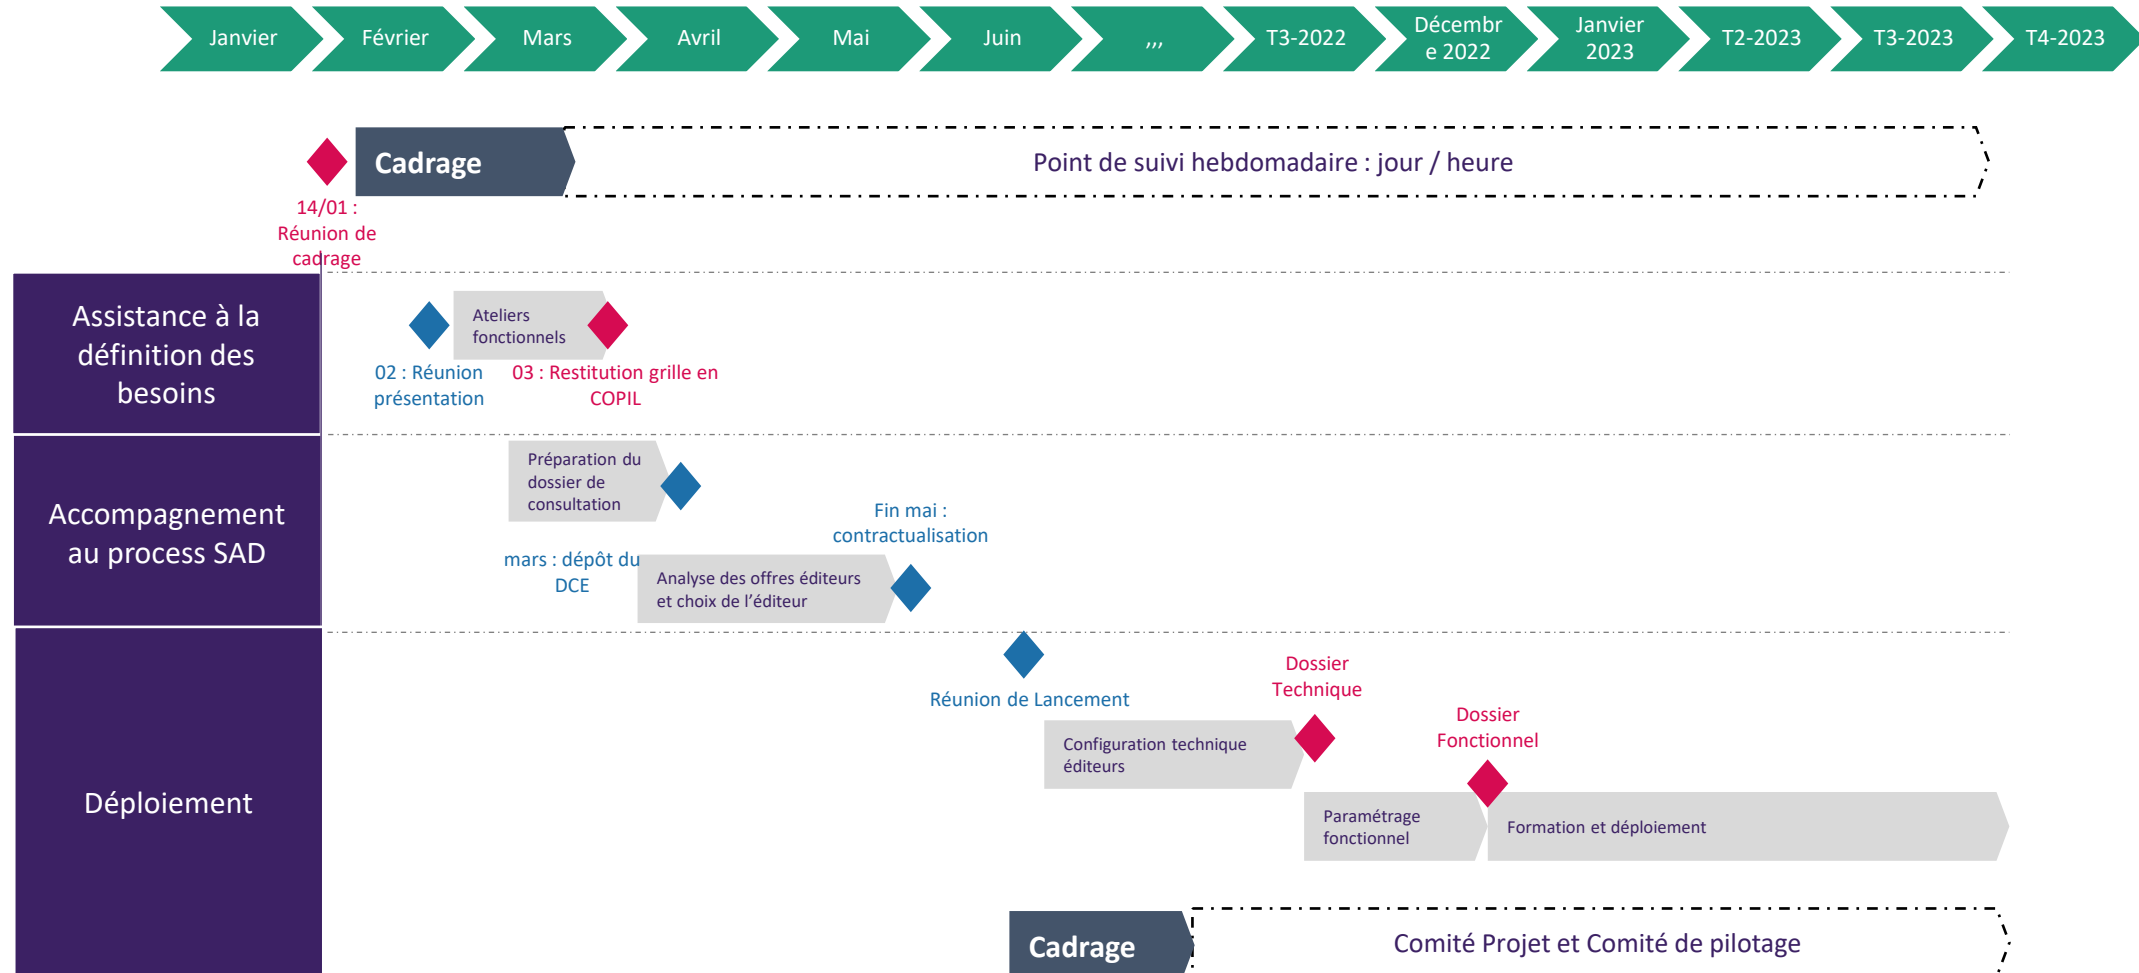 Janvier
Février
Mars
Avril
Mai
Juin
,,,
T3-2022
Décembr
e 2022
Janvier
2023
T2-2023
T3-2023
T4-2023
Cadrage
Point de suivi hebdomadaire : jour / heure
14/01 :
Réunion de
cadrage
Assistance à la
définition des
besoins
Ateliers
fonctionnels
02 : Réunion
présentation
03 : Restitution grille en
COPIL
Accompagnement
au process SAD
Préparation du
dossier de
consultation
mars : dépôt du
DCE
Fin mai :
contractualisation
Analyse des offres éditeurs
et choix de l'éditeur
Déploiement
Réunion de Lancement
Dossier
Technique
Configuration technique
éditeurs
Dossier
Fonctionnel
Paramétrage
fonctionnel
Formation et déploiement
Cadrage
Comité Projet et Comité de pilotage